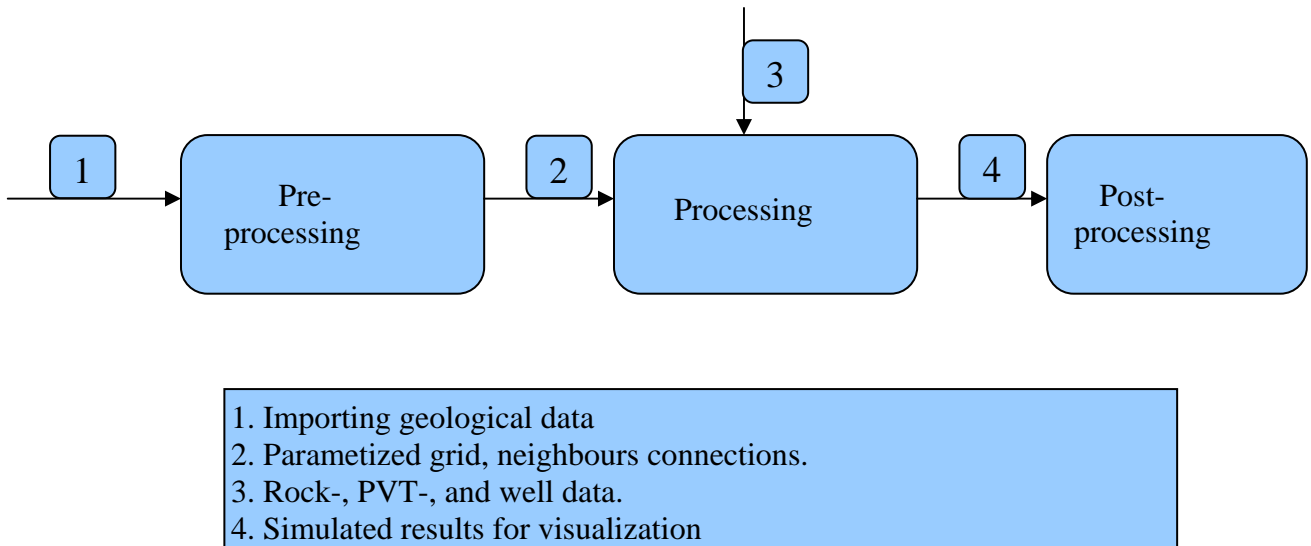 3
1
2
4
Pre-
processing
Processing
Post-
processing
1. Importing geological data
2. Parametized grid, neighbours connections.
3. Rock-, PVT-, and well data.
4. Simulated results for visualization